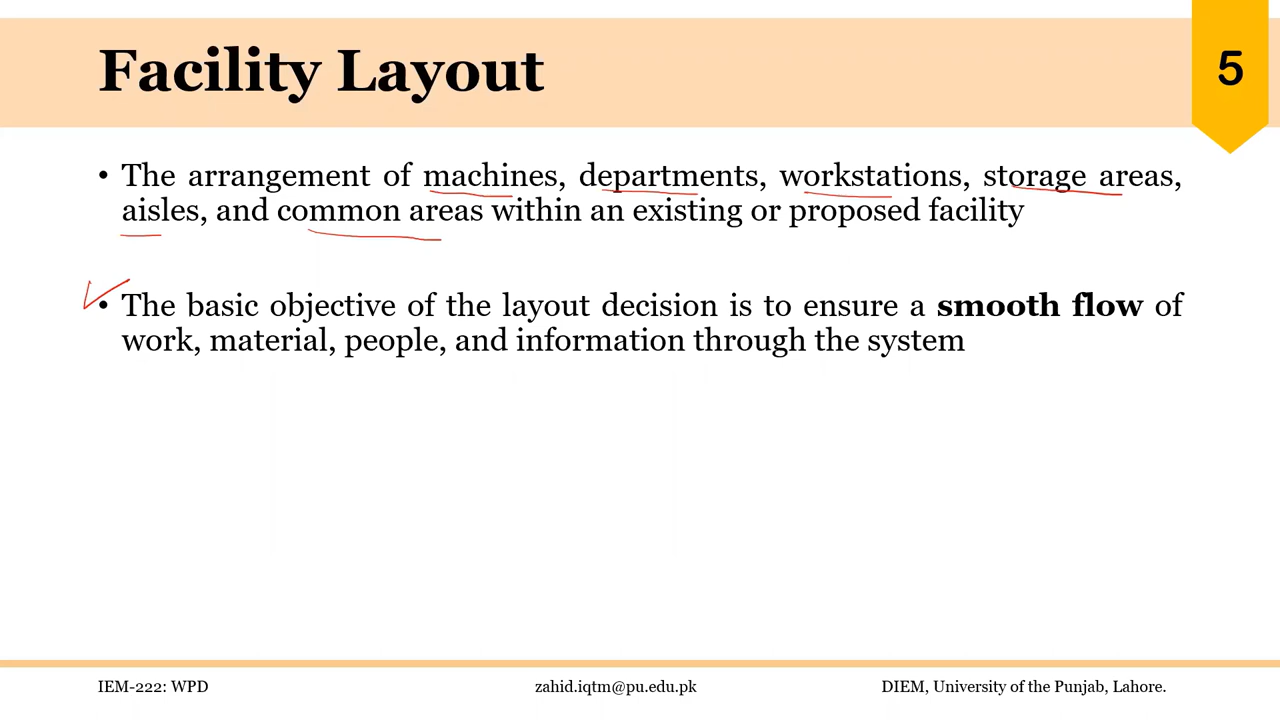 Facility Layout
5
• The arrangement of machines, departments, workstations, storage areas,
aisles, and common areas within an existing or proposed facility
• The basic objective of the layout decision is to ensure a smooth flow of
work, material, people, and information through the system
IEM-222: WPD
zahid.iqtm@pu.edu.pk
DIEM, University of the Punjab, Lahore.